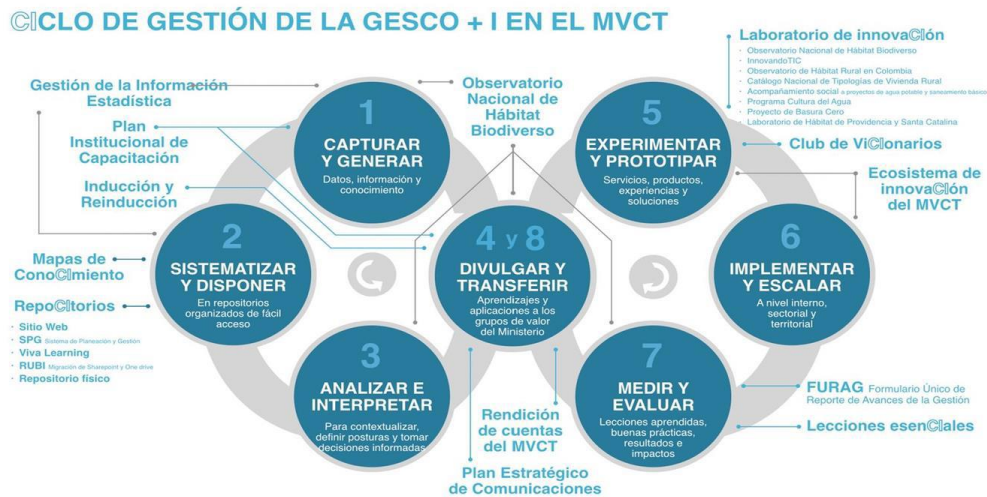 CICLO DE GESTIÓN DE LA GESCO + I EN EL MVCT
Gestión de la Información
Estadística
Plan
Institucional de
Capacitación
Inducción y
Reinducción
Mapas de
ConoCImiento
RepoCItorios
· Sitio Web
· SPG Sistema de Planeación y Gestión
· Viva Learning
· RUBI Migración de Sharepoint y One drive
· Repositorio físico
1
CAPTURAR
Y GENERAR
Datos, información y
conocimiento
2
SISTEMATIZAR
Y DISPONER
En repositorios
organizados de fácil
acceso
3
ANALIZAR E
INTERPRETAR
Para contextualizar,
definir posturas y tomar
decisiones informadas
Observatorio
Nacional de
Hábitat
Biodiverso
4 y 8
DIVULGAR Y
TRANSFERIR
Aprendizajes y
aplicaciones a los
grupos de valor
del Ministerio
Rendición
de cuentas
del MVCT
Plan Estratégico
de Comunicaciones
5
EXPERIMENTAR
Y PROTOTIPAR
Servicios, productos,
experiencias y
soluciones
6
IMPLEMENTAR
Y ESCALAR
A nivel interno,
sectorial y
territorial
7
MEDIR Y
EVALUAR
Lecciones aprendidas,
buenas prácticas,
resultados e
impactos
Laboratorio de innovaCIón
· Observatorio Nacional de Hábitat Biodiverso
· InnovandoTIC
· Observatorio de Hábitat Rural en Colombia
· Catálogo Nacional de Tipologías de Vivienda Rural
· Acompañamiento social a proyectos de agua potable y saneamiento básico
· Programa Cultura del Agua
· Proyecto de Basura Cero
· Laboratorio de Hábitat de Providencia y Santa Catalina
Club de ViCIonarios
Ecosistema de
innovaCIón
del MVCT
FURAG Formulario Único de
Reporte de Avances de la Gestión
Lecciones esenCIales